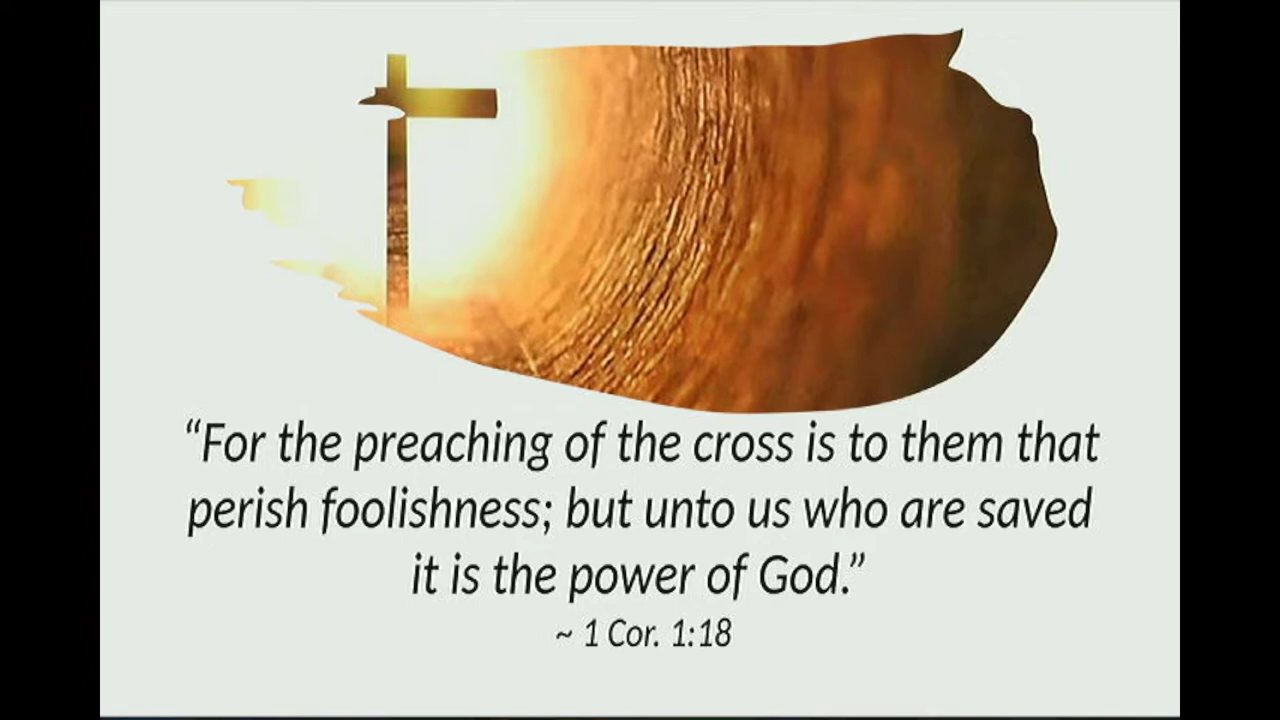 “For the preaching of the cross is to them that
perish foolishness; but unto us who are saved
it is the power of God.”
~ 1 Cor. 1:18